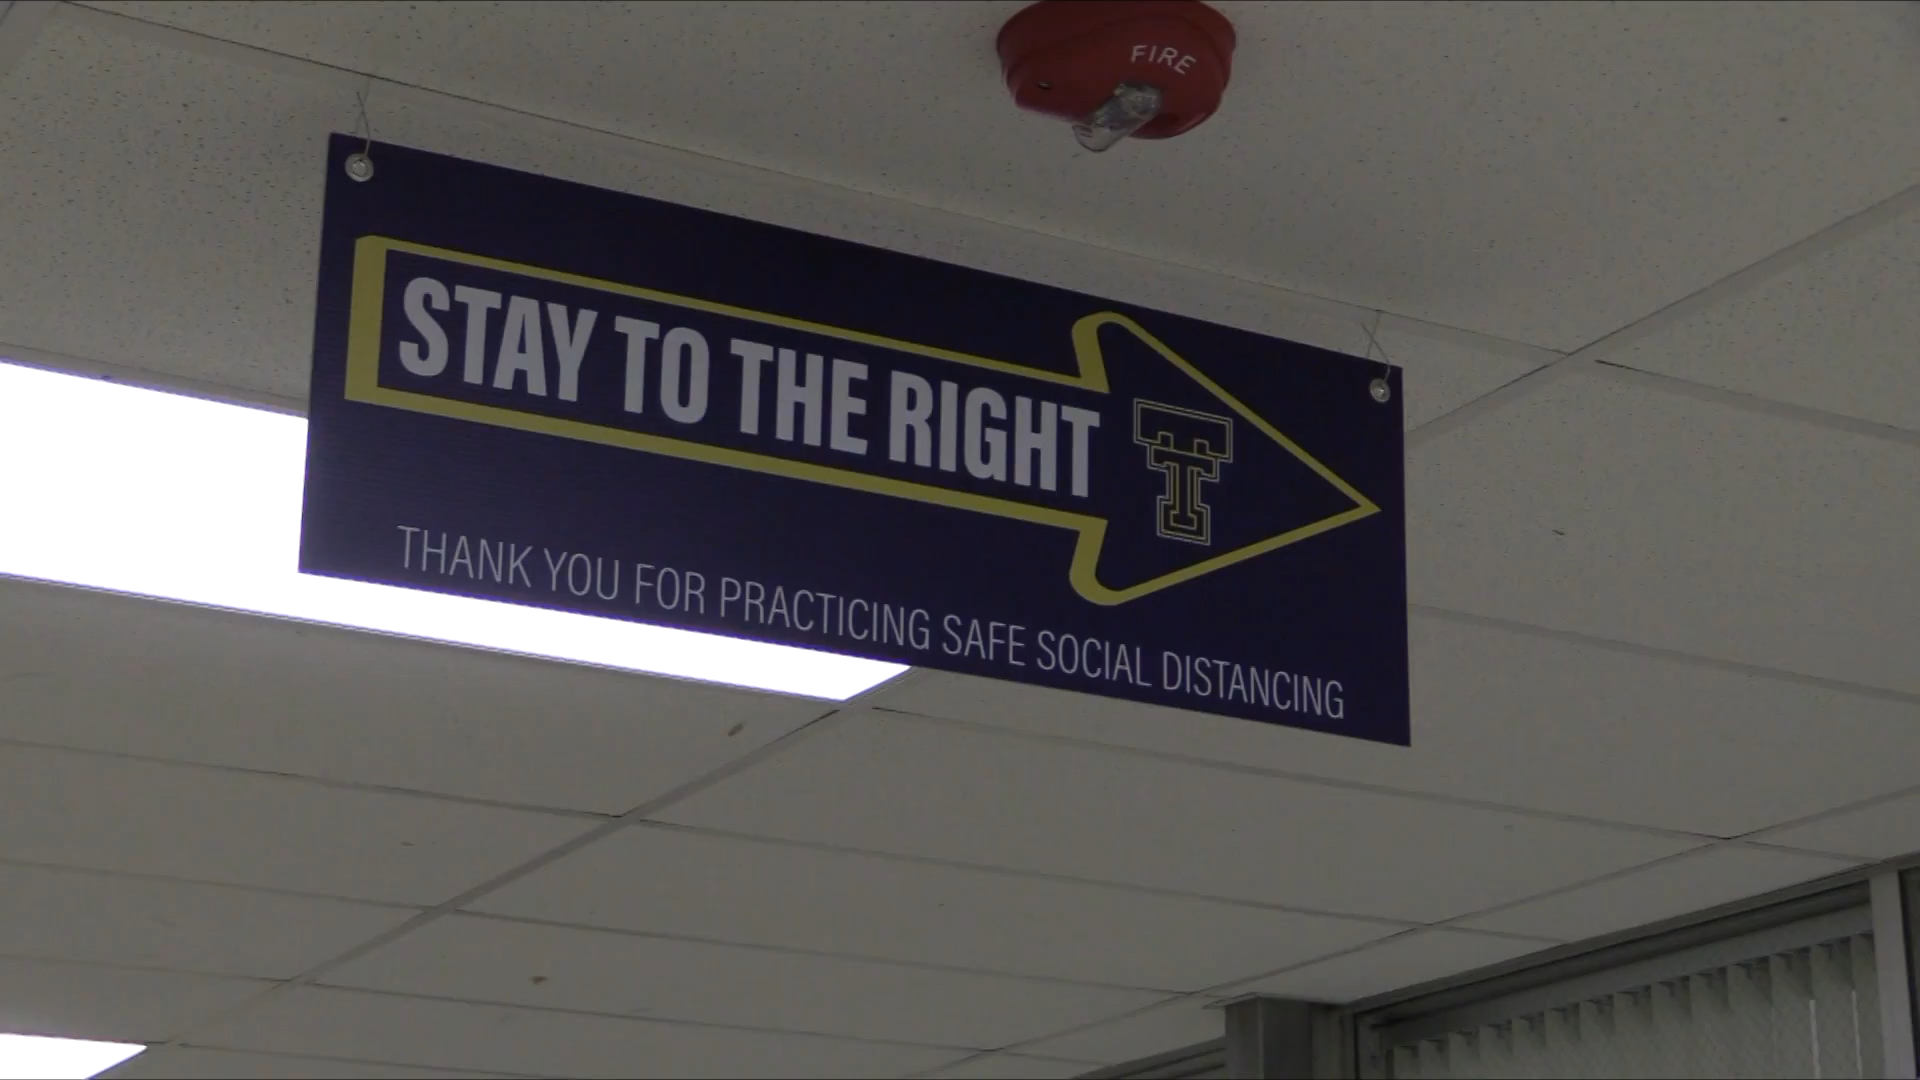 FIRE
STAY TO THE RIGHT
T
THANK YOU FOR PRACTICING SAFE SOCIAL DISTANCING